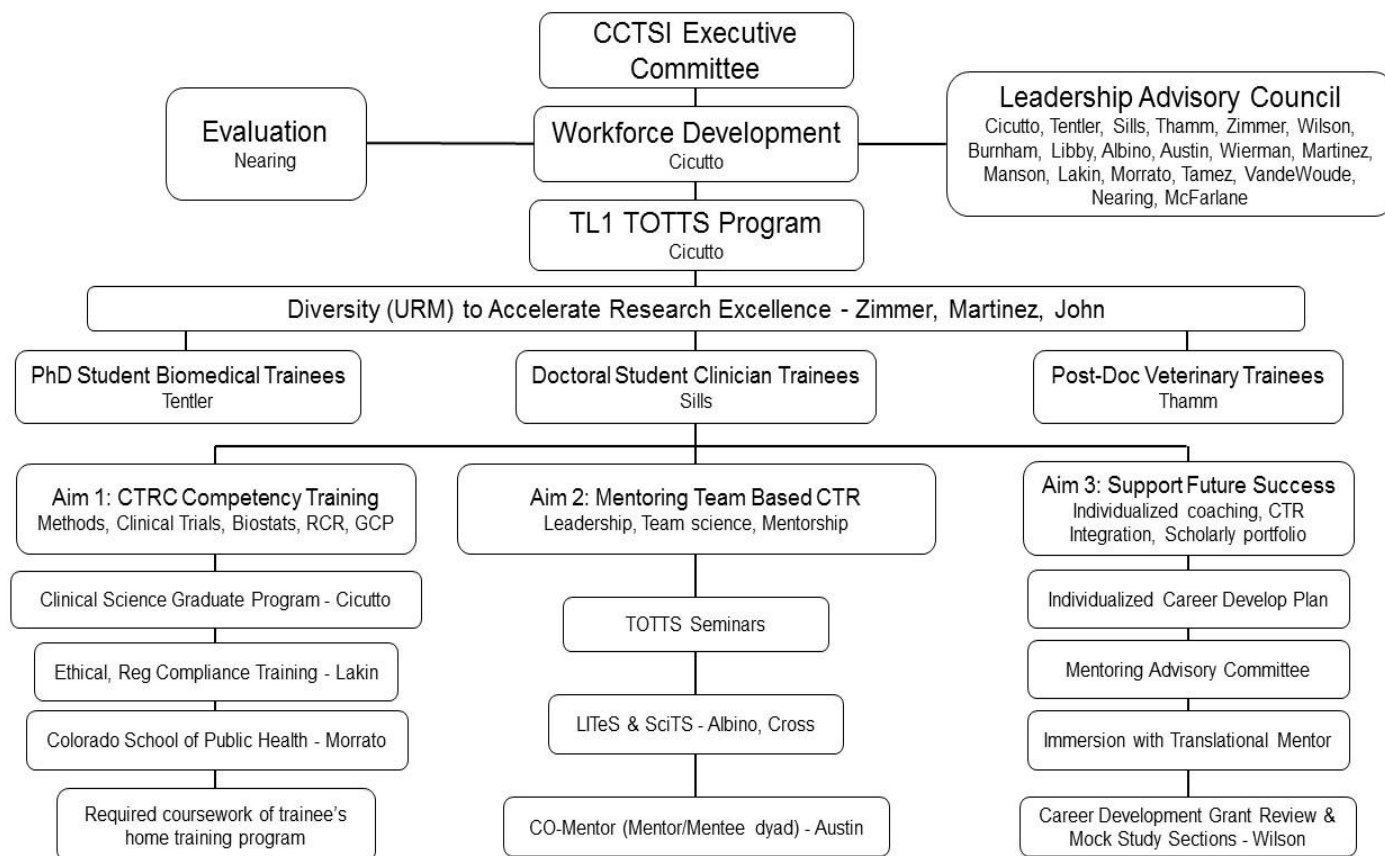 CCTSI Executive
Committee
Evaluation
Nearing
Workforce Development
Cicutto
Leadership Advisory Council
Cicutto, Tentler, Sills, Thamm, Zimmer, Wilson,
Burnham, Libby, Albino, Austin, Wierman, Martinez,
Manson, Lakin, Morrato, Tamez, VandeWoude,
Nearing, McFarlane
TL1 TOTTS Program
Cicutto
Diversity (URM) to Accelerate Research Excellence - Zimmer, Martinez, John
PhD Student Biomedical Trainees
Tentler
Doctoral Student Clinician Trainees
Sills
Post-Doc Veterinary Trainees
Thamm
Aim 1: CTRC Competency Training
Methods, Clinical Trials, Biostats, RCR, GCP
Clinical Science Graduate Program - Cicutto
Ethical, Reg Compliance Training - Lakin
Colorado School of Public Health - Morrato
Required coursework of trainee's
home training program
Aim 2: Mentoring Team Based CTR
Leadership, Team science, Mentorship
TOTTS Seminars
LITeS & SciTS - Albino, Cross
CO-Mentor (Mentor/Mentee dyad) - Austin
Aim 3: Support Future Success
Individualized coaching, CTR
Integration, Scholarly portfolio
Individualized Career Develop Plan
Mentoring Advisory Committee
Immersion with Translational Mentor
Career Development Grant Review &
Mock Study Sections - Wilson